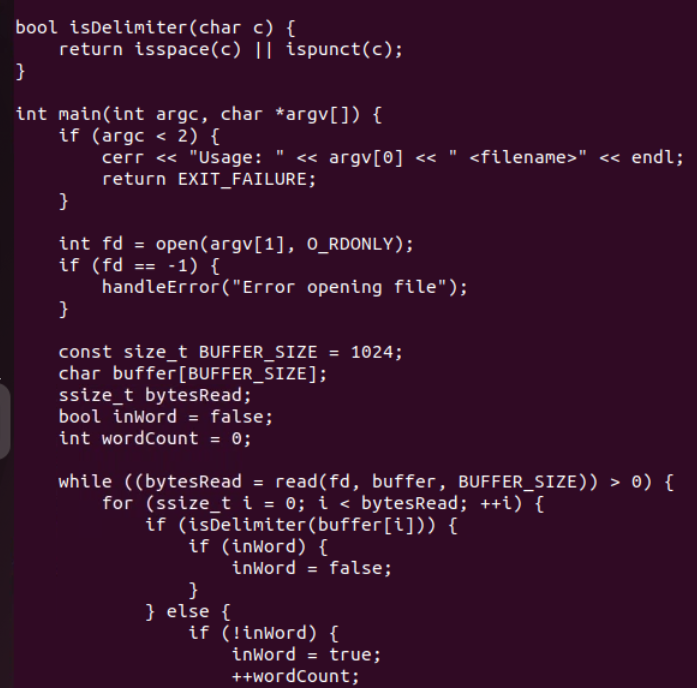 bool isDelimiter(char c) {
    return isspace(c) || ispunct(c);
}

int main(int argc, char *argv[]) {
    if (argc < 2) {
        cerr << "Usage: " << argv[0] << " <filename>" << endl;
        return EXIT_FAILURE;
    }

    int fd = open(argv[1], O_RDONLY);
    if (fd == -1) {
        handleError("Error opening file");
    }

    const size_t BUFFER_SIZE = 1024;
    char buffer[BUFFER_SIZE];
    ssize_t bytesRead;
    bool inWord = false;
    int wordCount = 0;

    while ((bytesRead = read(fd, buffer, BUFFER_SIZE)) > 0) {
        for (ssize_t i = 0; i < bytesRead; ++i) {
            if (isDelimiter(buffer[i])) {
                if (inWord) {
                    inWord = false;
                }
            } else {
                if (!inWord) {
                    inWord = true;
                    ++wordCount;